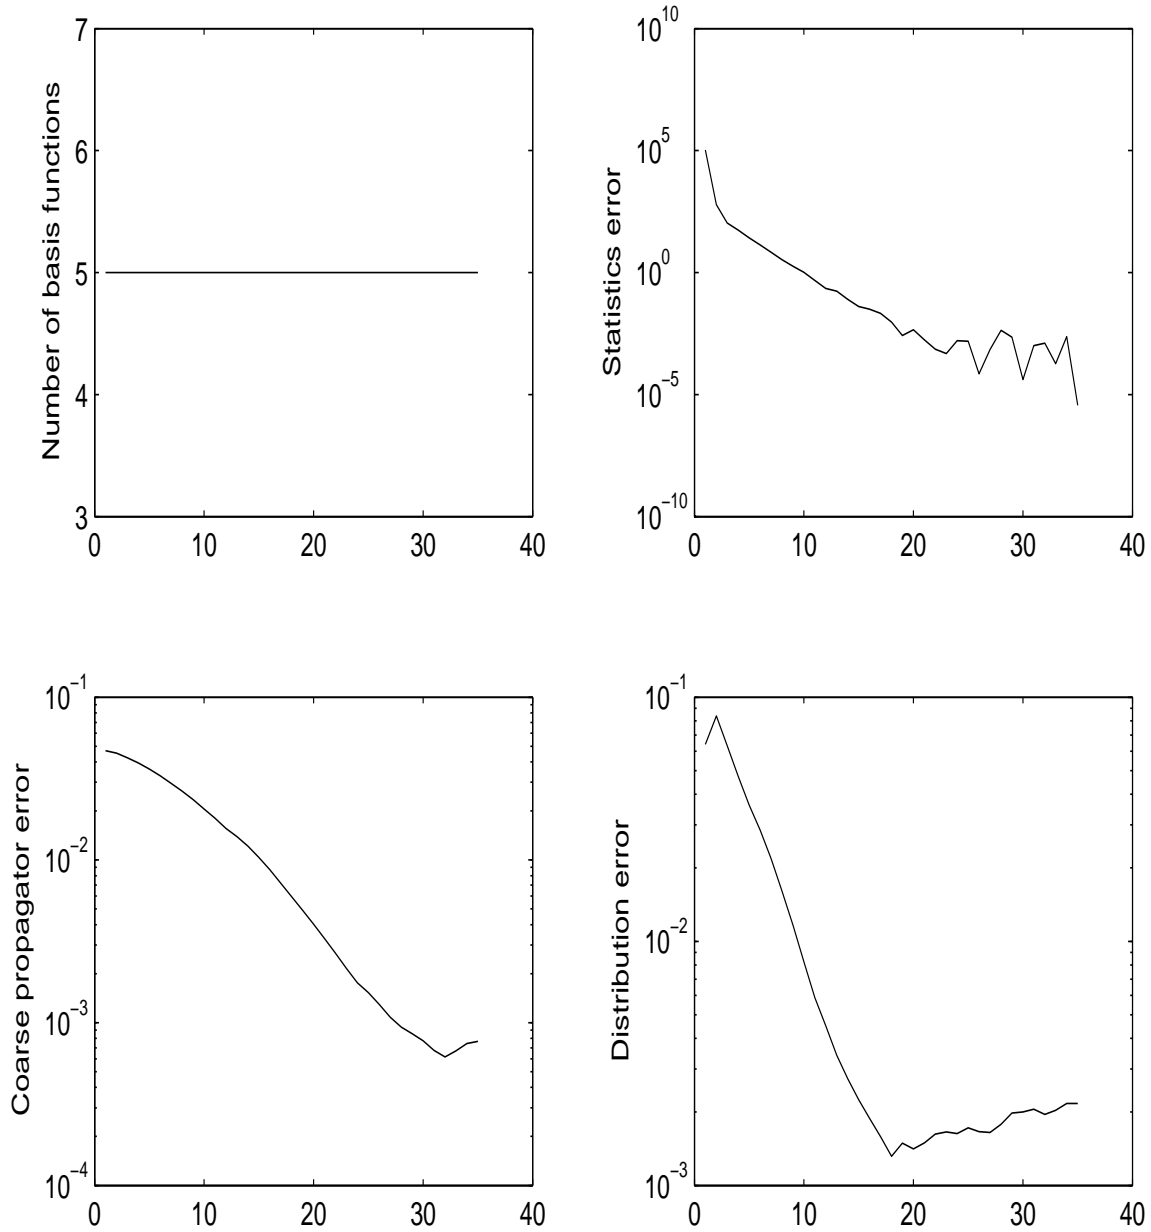 Number of basis functions
7
6
5
4
3
0 10 20 30 40
Statistics error
10^10
10^5
10^0
10^−5
10^−10
0 10 20 30 40
Coarse propagator error
10^−1
10^−2
10^−3
10^−4
0 10 20 30 40
Distribution error
10^−1
10^−2
10^−3
0 10 20 30 40